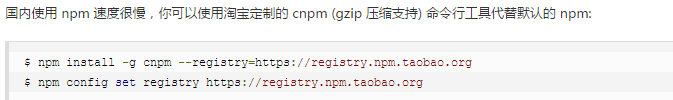 国内使用 npm 速度很慢，你可以使用淘宝定制的 cnpm (gzip 压缩支持) 命令行工具代替默认的 npm:
$ npm install -g cnpm --registry=https://registry.npm.taobao.org
$ npm config set registry https://registry.npm.taobao.org